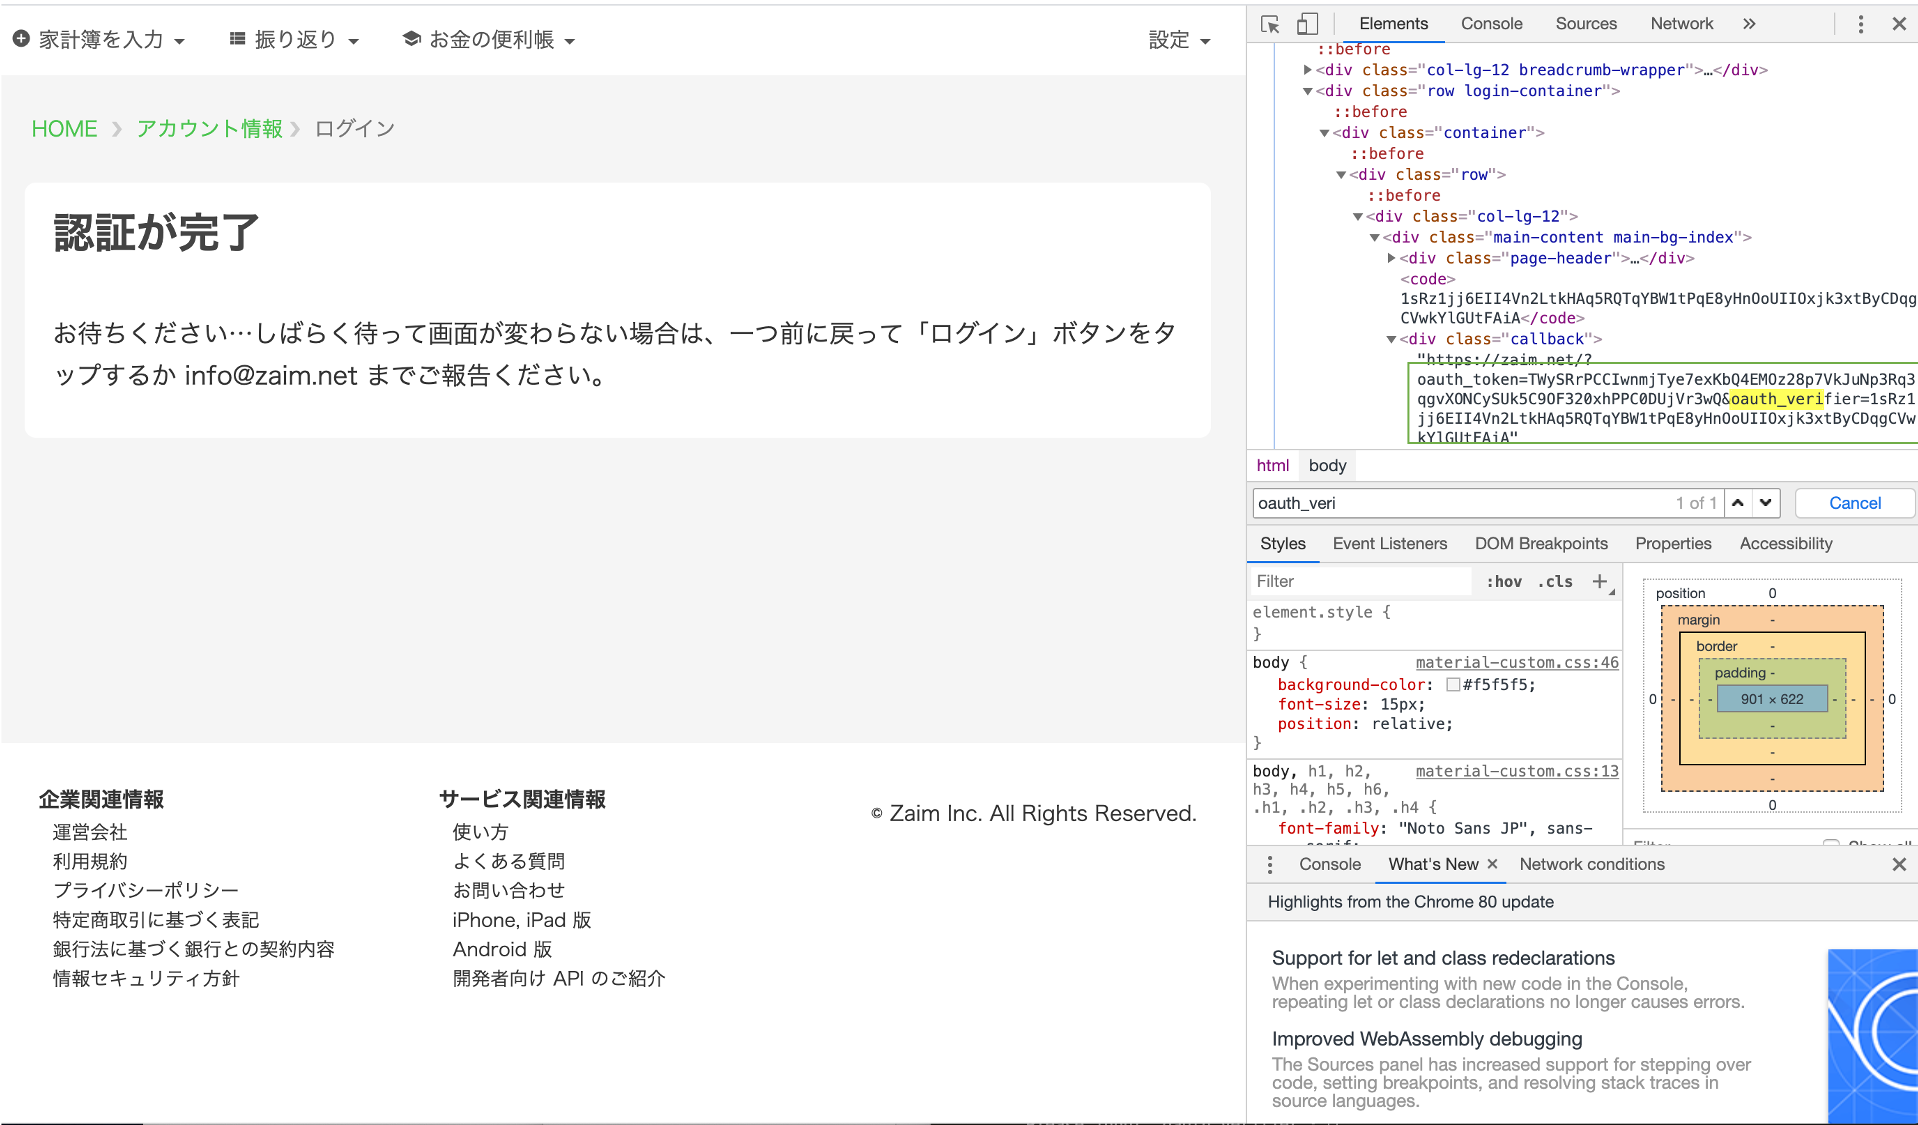 家計簿を入力 振り返り お金の便利帳 設定
HOME アカウント情報 ログイン
認証が完了
お待ちください…しばらく待って画面が変わらない場合は、一つ前に戻って「ログイン」ボタンをタ
ップするか info@zaim.net までご報告ください。
企業関連情報
運営会社
利用規約
プライバシーポリシー
特定商取引に基づく表記
銀行法に基づく銀行との契約内容
情報セキュリティ方針
サービス関連情報
使い方
よくある質問
お問い合わせ
iPhone, iPad 版
Android 版
開発者向け API のご紹介
© Zaim Inc. All Rights Reserved.
Elements Console Sources Network »
::before
<div class="col-lg-12 breadcrumb-wrapper">…</div>
<div class="row login-container">
::before
<div class="container">
::before
<div class="row">
::before
<div class="col-lg-12">
<div class="main-content main-bg-index">
<div class="page-header">…</div>
<code>
1sRz1jj6EII4Vn2LtkHAq5RQTqYBW1tPqE8yHnOoUIIOxjk3xtByCDqg
CVwkYlGUtFAiA</code>
<div class="callback">
"https://zaim.net/?
oauth_token=TWySRrPCCIwnmjTye7exKbQ4EMOz28p7VkJuNp3Rq3
qgvXONCySUk5C9OF320xhPPC0DUjVr3wQ&oauth_verifier=1sRz1
jj6EII4Vn2LtkHAq5RQTqYBW1tPqE8yHnOoUIIOxjk3xtByCDqgCVw
kYlGUtFAiA"
html body
oauth_veri 1 of 1 Cancel
Styles Event Listeners DOM Breakpoints Properties Accessibility
Filter :hov .cls +
element.style {
}
body { material-custom.css:46
background-color: #f5f5f5;
font-size: 15px;
position: relative;
}
body, h1, h2, material-custom.css:13
h3, h4, h5, h6,
.h1, .h2, .h3, .h4 {
font-family: "Noto Sans JP", sans-
serif;
position 0
margin -
border -
padding -
0 - - - 901 × 622 - - - 0
-
-
-
0
Filter Show all
Console What's New × Network conditions
Highlights from the Chrome 80 update
Support for let and class redeclarations
When experimenting with new code in the Console,
repeating let or class declarations no longer causes errors.
Improved WebAssembly debugging
The Sources panel has increased support for stepping over
code, setting breakpoints, and resolving stack traces in
source languages.